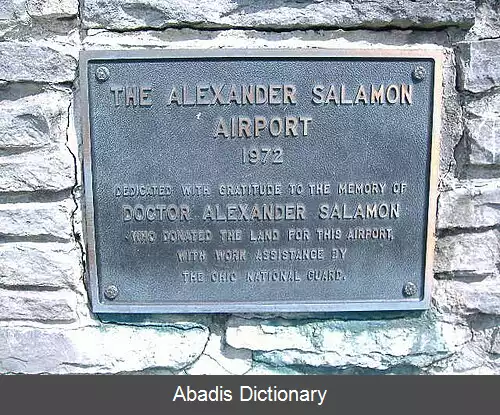 THE ALEXANDER SALAMON
AIRPORT
1972
DEDICATED WITH GRATITUDE TO THE MEMORY OF
DOCTOR ALEXANDER SALAMON
WHO DONATED THE LAND FOR THIS AIRPORT,
WITH WORK ASSISTANCE BY
THE OHIO NATIONAL GUARD.
Abadis Dictionary